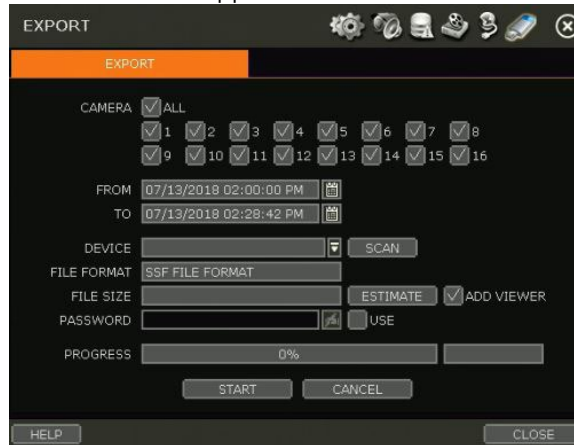 EXPORT
EXPORT
CAMERA ALL
1 2 3 4 5 6 7 8
9 10 11 12 13 14 15 16
FROM 07/13/2018 02:00:00 PM
TO 07/13/2018 02:28:42 PM
DEVICE SCAN
FILE FORMAT SSF FILE FORMAT
FILE SIZE ESTIMATE ADD VIEWER
PASSWORD USE
PROGRESS 0%
START CANCEL
HELP CLOSE